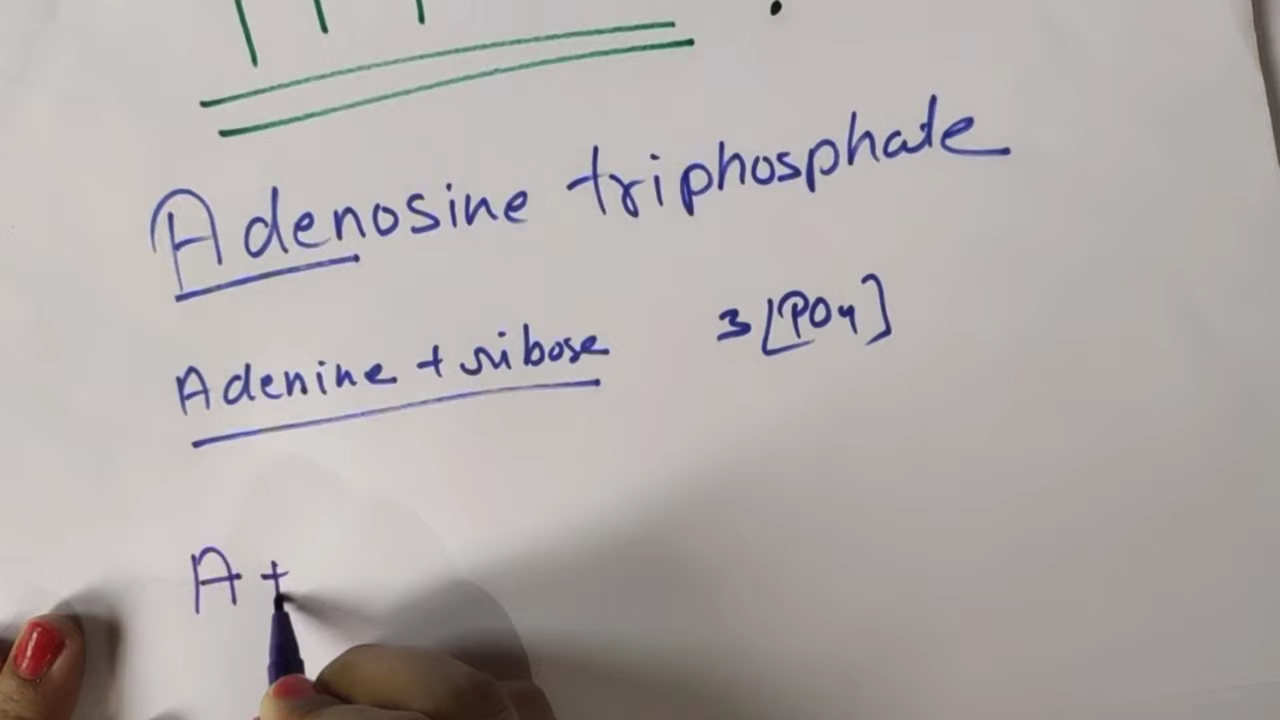 Adenosine triphosphate
Adenine + ribose 3[PO4]
A +